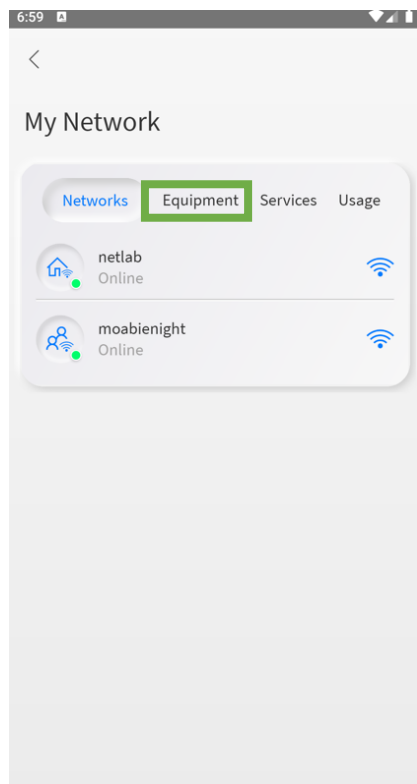 6:59 A
My Network
Networks Equipment Services Usage
netlab
Online
moabienight
Online